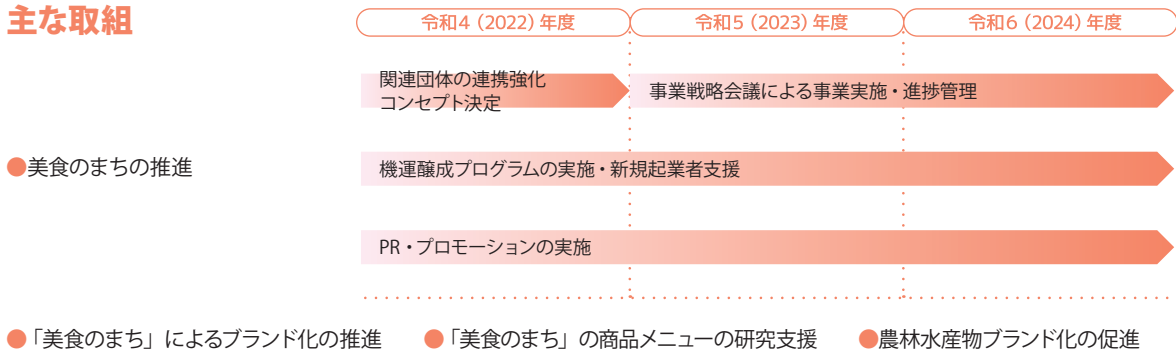 主な取組
令和4（2022）年度
令和5（2023）年度
令和6（2024）年度
関連団体の連携強化
コンセプト決定
事業戦略会議による事業実施・進捗管理
●美食のまちの推進
機運醸成プログラムの実施・新規起業者支援
PR・プロモーションの実施
●「美食のまち」によるブランド化の推進
●「美食のまち」の商品メニューの研究支援
●農林水産物ブランド化の促進